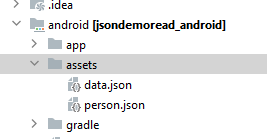 .idea
android [jsondemoread_android]
app
assets
data.json
person.json
gradle